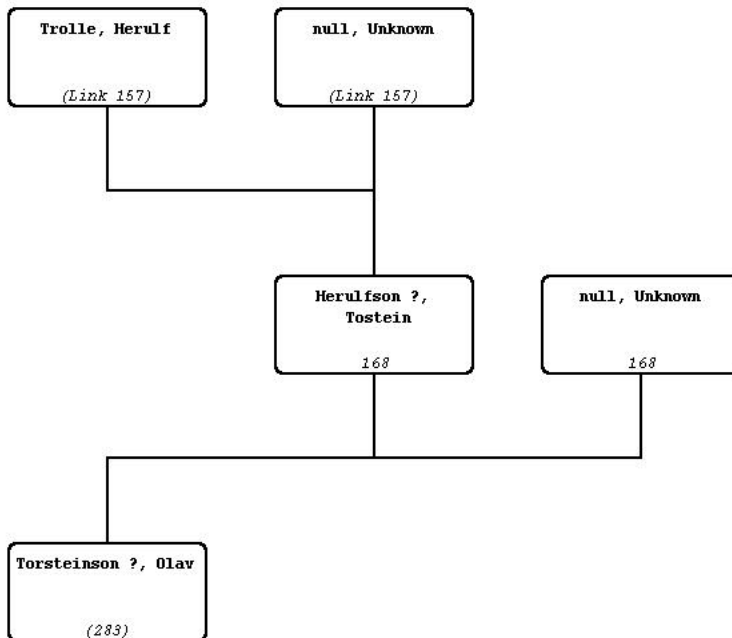 Trolle, Herulf
(Link 157)
null, Unknown
(Link 157)
Herulfson ?,
Tostein
168
null, Unknown
168
Torsteinson ?, Olav
(283)